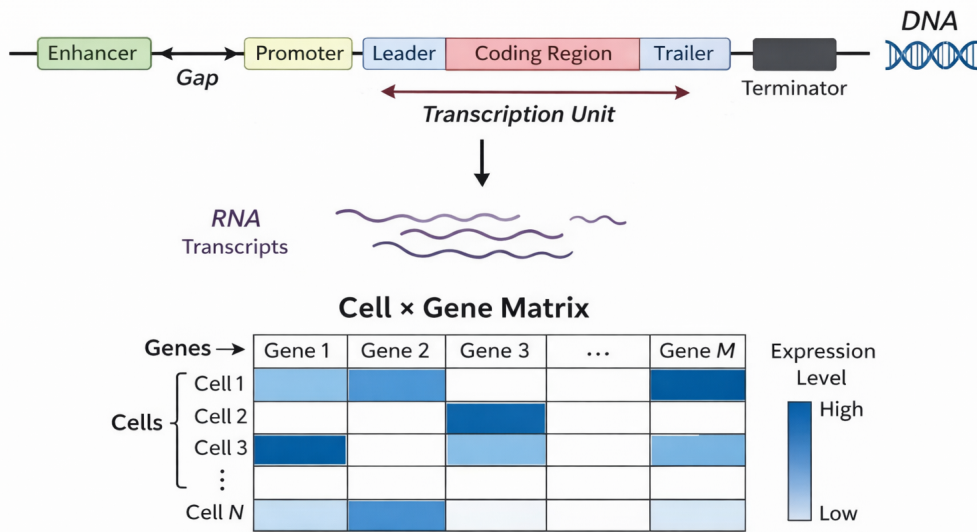 DNA
Enhancer
Promoter
Leader
Coding Region
Trailer
Gap
Terminator
Transcription Unit
RNA
Transcripts
Cell × Gene Matrix
Genes
Gene 1
Gene 2
Gene 3
...
Gene M
Expression
Level
Cell 1
High
Cells
Cell 2
Cell 3
⋮
Cell N
Low